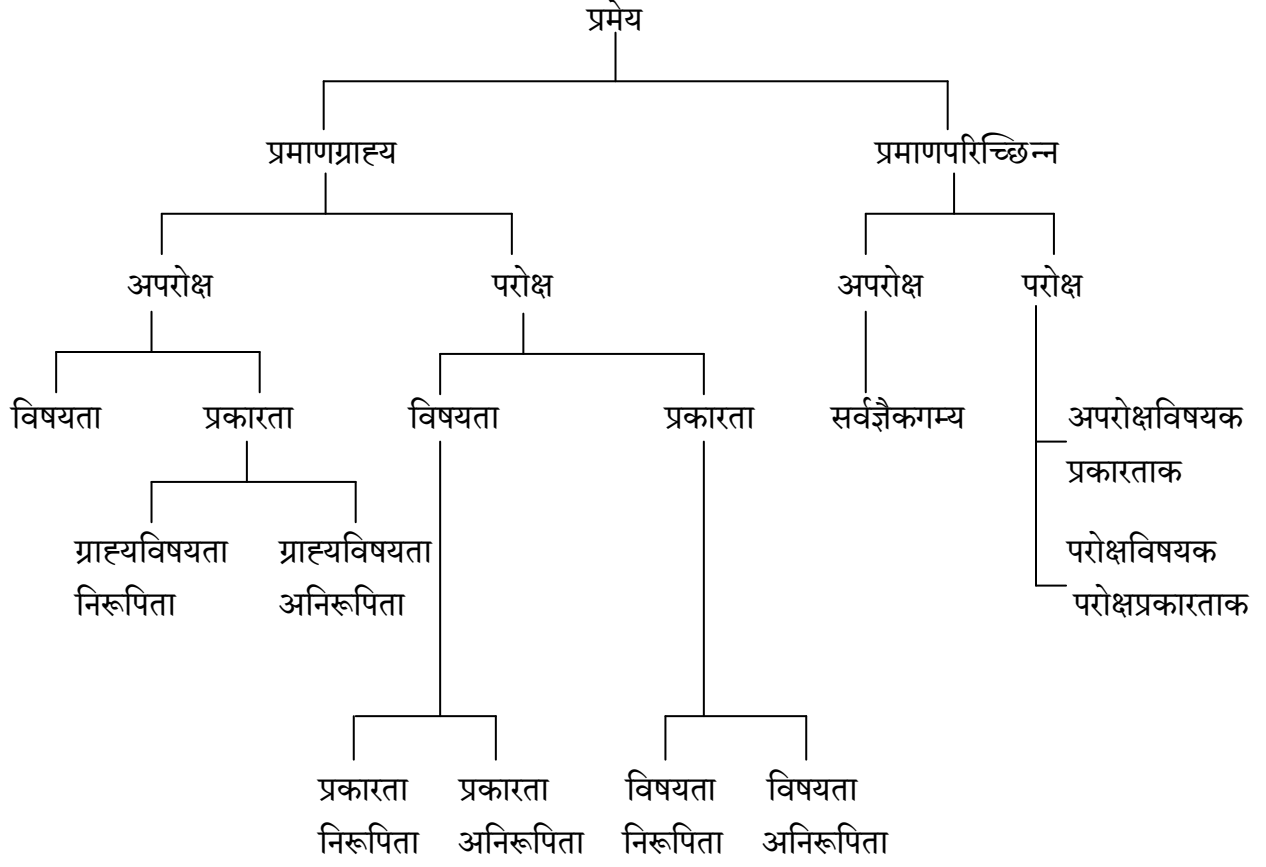 प्रमेय
प्रमाणग्राह्य
प्रमाणपरिच्छिन्न
अपरोक्ष
परोक्ष
अपरोक्ष
परोक्ष
विषयता
प्रकारता
विषयता
प्रकारता
सर्वज्ञैकगम्य
अपरोक्षविषयक
प्रकारताक
ग्राह्यविषयता
निरूपिता
ग्राह्यविषयता
अनिरूपिता
परोक्षविषयक
परोक्षप्रकारताक
प्रकारता
निरूपिता
प्रकारता
अनिरूपिता
विषयता
निरूपिता
विषयता
अनिरूपिता